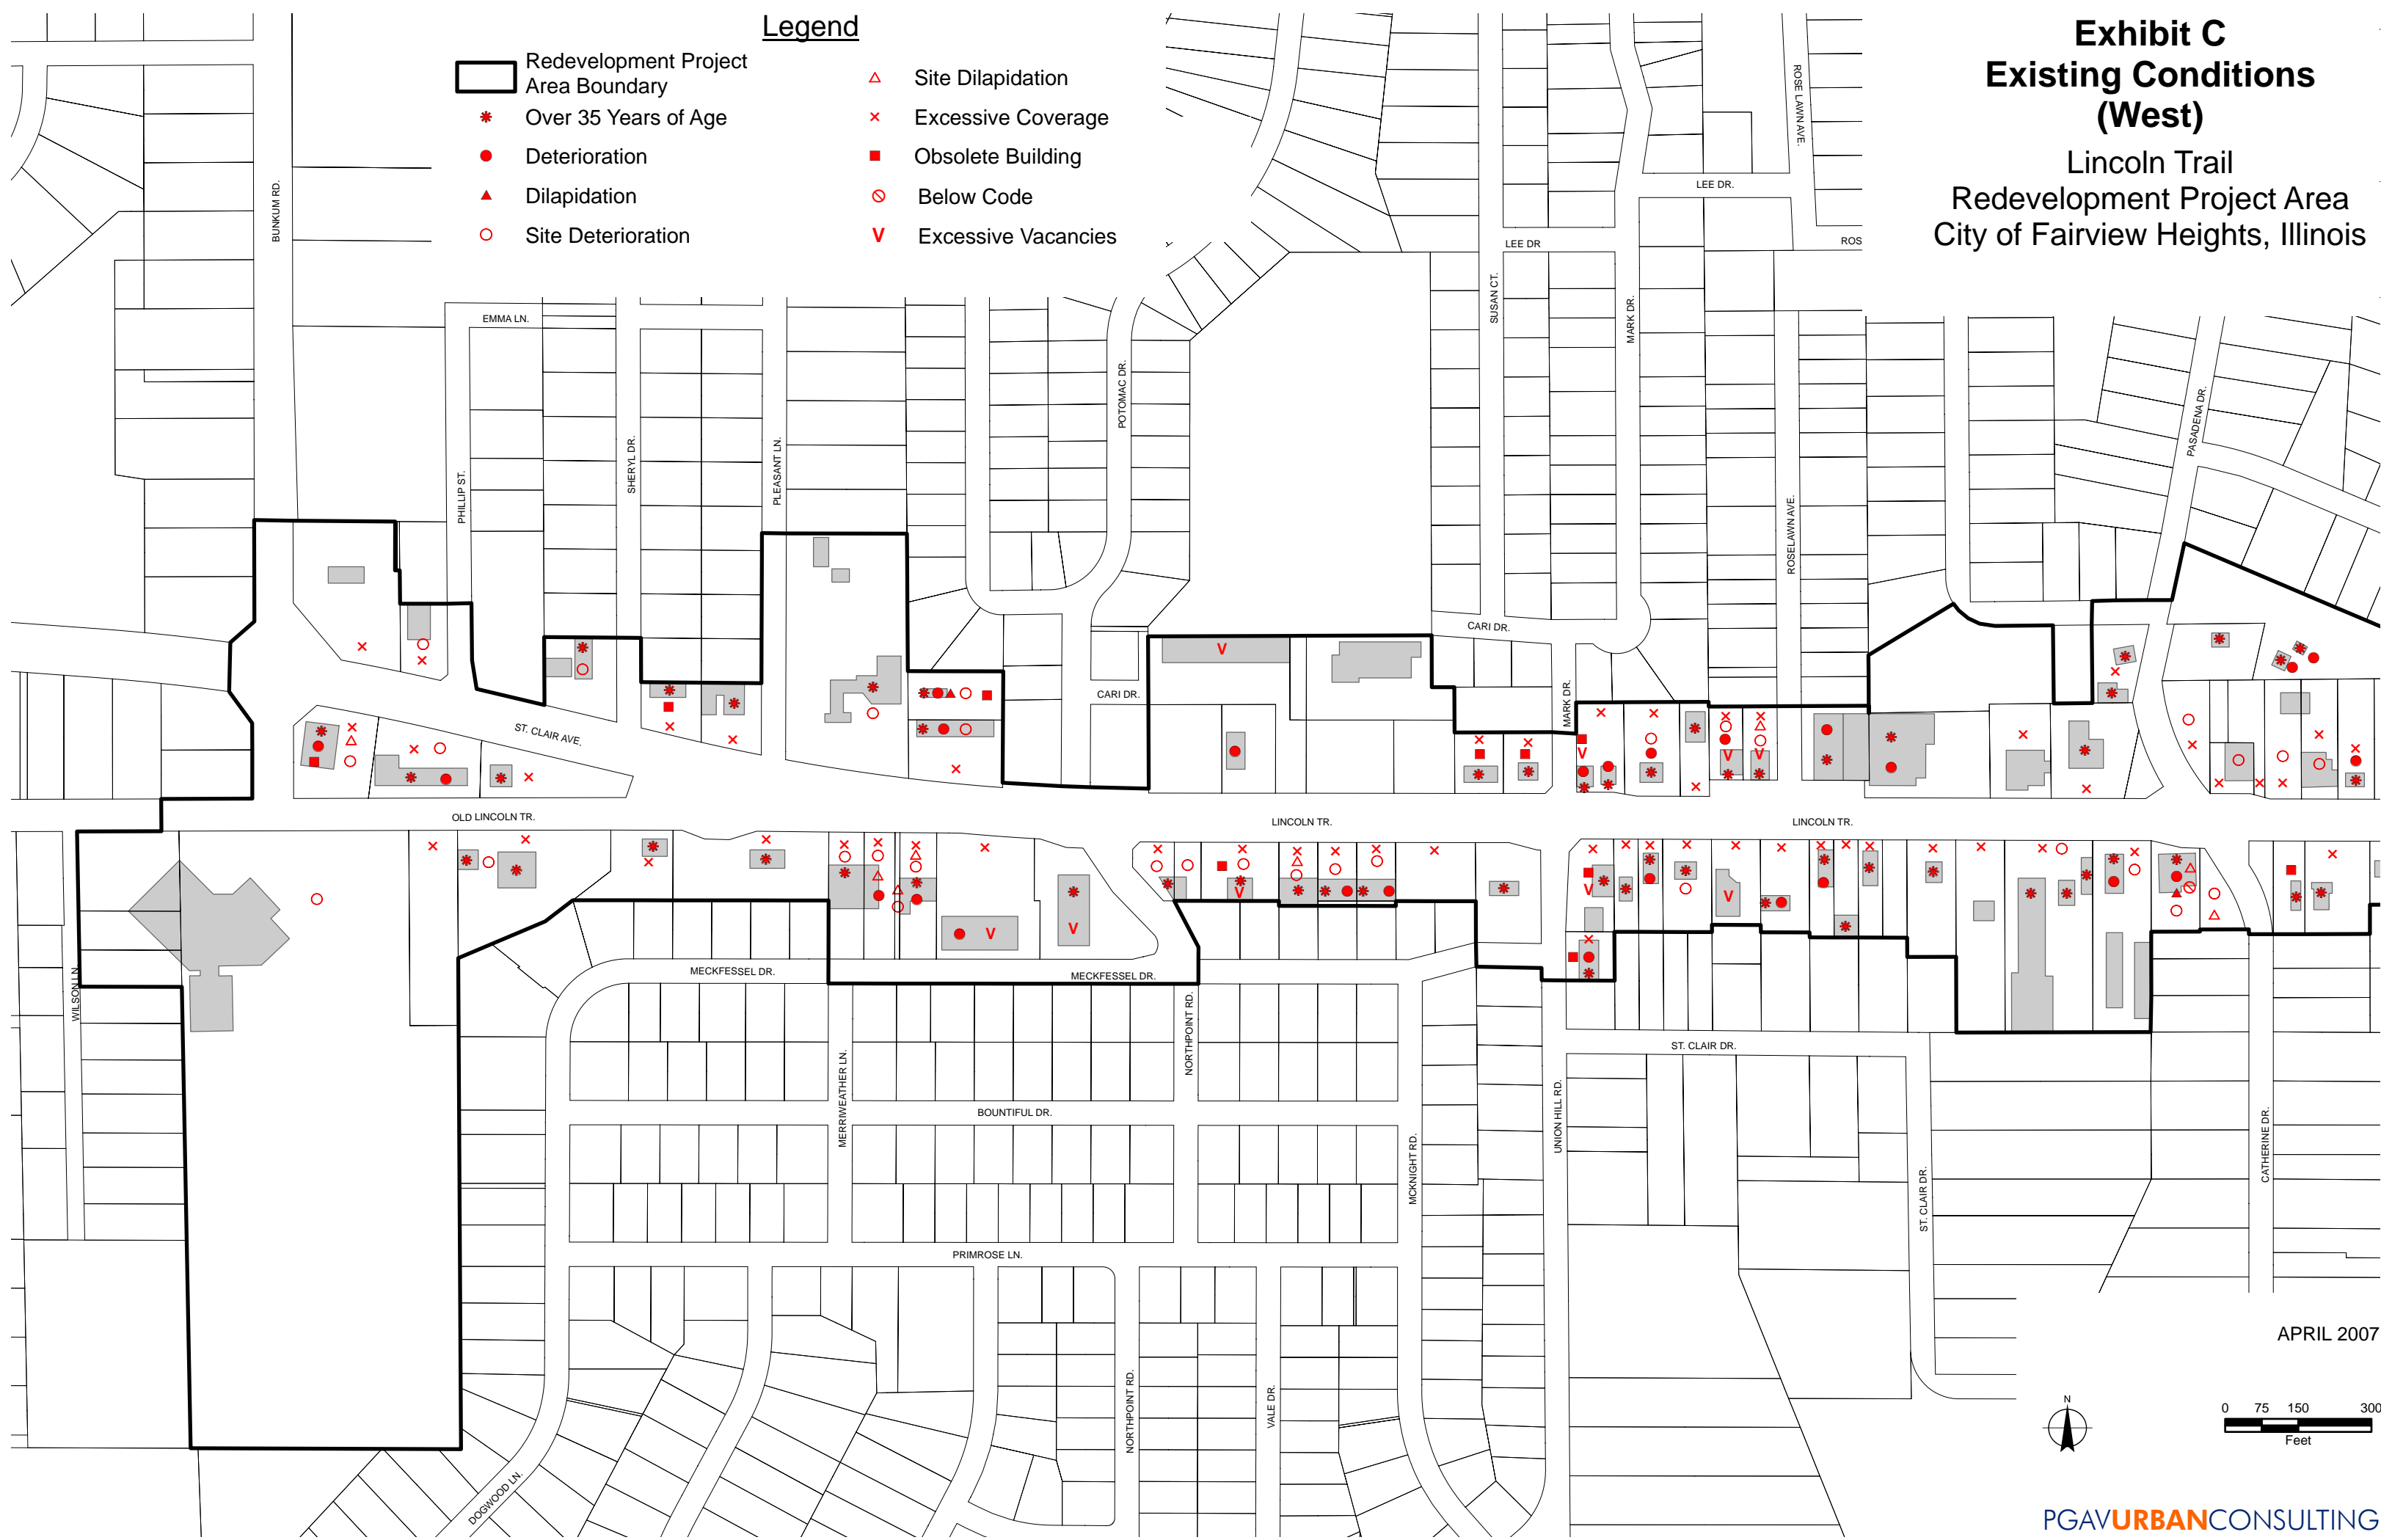 Legend
Redevelopment Project
Area Boundary
Over 35 Years of Age
Deterioration
Dilapidation
Site Deterioration
Site Dilapidation
Excessive Coverage
Obsolete Building
Below Code
V Excessive Vacancies
Exhibit C
Existing Conditions
(West)
Lincoln Trail
Redevelopment Project Area
City of Fairview Heights, Illinois
BUNKUM RD.
ROSE LAWN AVE.
LEE DR.
LEE DR
ROS
SUSAN CT.
MARK DR.
EMMA LN.
POTOMAC DR.
PASADENA DR.
SHERYL DR.
PLEASANT LN.
PHILLIP ST.
ROSELAWN AVE.
CARI DR.
V
CARI DR.
MARK DR.
ST. CLAIR AVE.
V
V
V
OLD LINCOLN TR.
LINCOLN TR.
LINCOLN TR.
V
V
V
V
V
MECKFESSEL DR.
MECKFESSEL DR.
WILSON LN.
NORTHPOINT RD.
ST. CLAIR DR.
MERRIWEATHER LN.
BOUNTIFUL DR.
UNION HILL RD.
MCKNIGHT RD.
CATHERINE DR.
ST. CLAIR DR.
PRIMROSE LN.
NORTHPOINT RD.
VALE DR.
DOGWOOD LN.
APRIL 2007
N
0 75 150 300
Feet
PGAVURBANCONSULTING